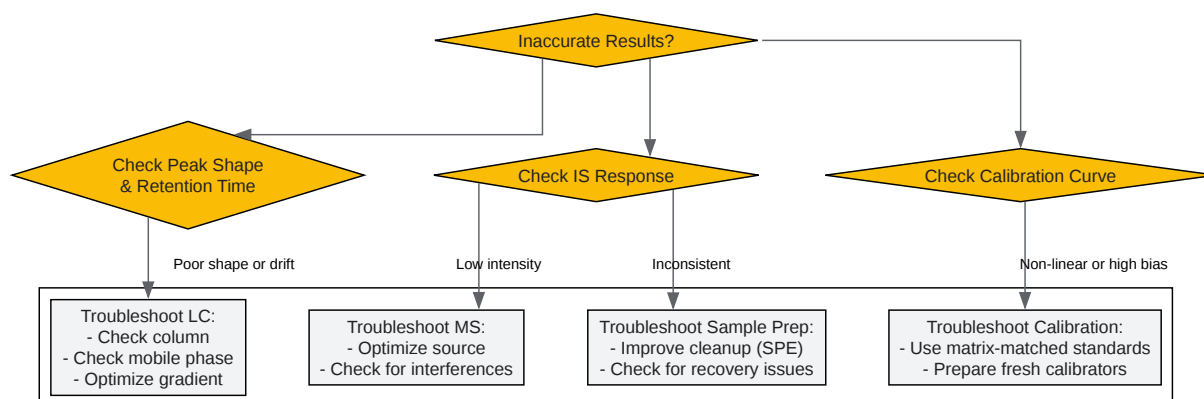 Inaccurate Results?
Check Peak Shape
& Retention Time
Check IS Response
Check Calibration Curve
Poor shape or drift
Low intensity
Inconsistent
Non-linear or high bias
Troubleshoot LC:
- Check column
- Check mobile phase
- Optimize gradient
Troubleshoot MS:
- Optimize source
- Check for interferences
Troubleshoot Sample Prep:
- Improve cleanup (SPE)
- Check for recovery issues
Troubleshoot Calibration:
- Use matrix-matched standards
- Prepare fresh calibrators